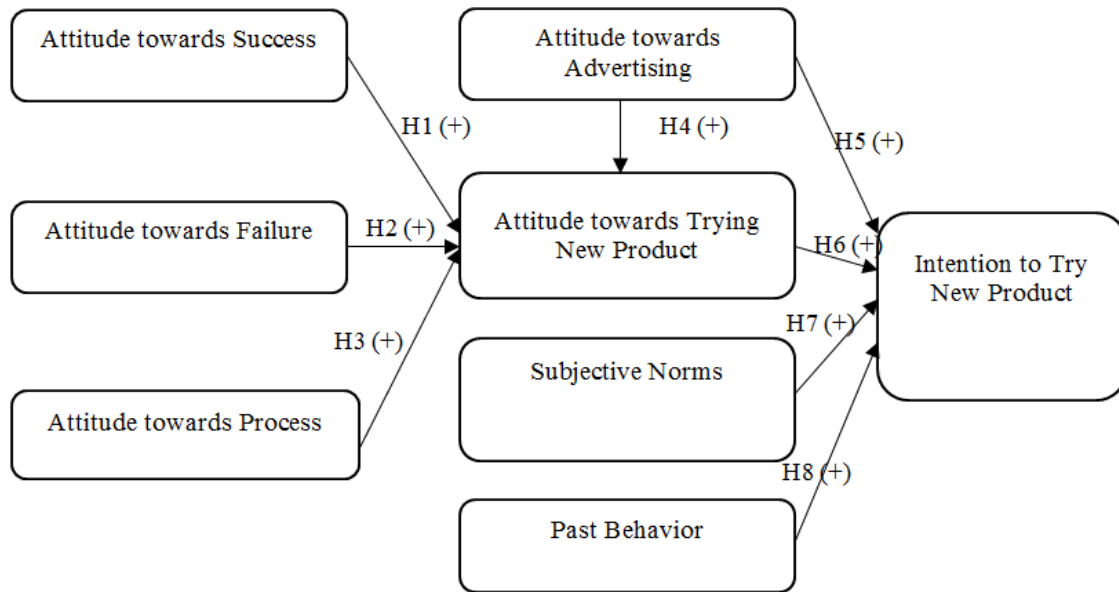 Attitude towards Success
Attitude towards
Advertising
H1 (+)
H4 (+)
H5 (+)
Attitude towards Failure
H2 (+)
Attitude towards Trying
New Product
H6 (+)
Intention to Try
New Product
H3 (+)
H7 (+)
Subjective Norms
Attitude towards Process
H8 (+)
Past Behavior